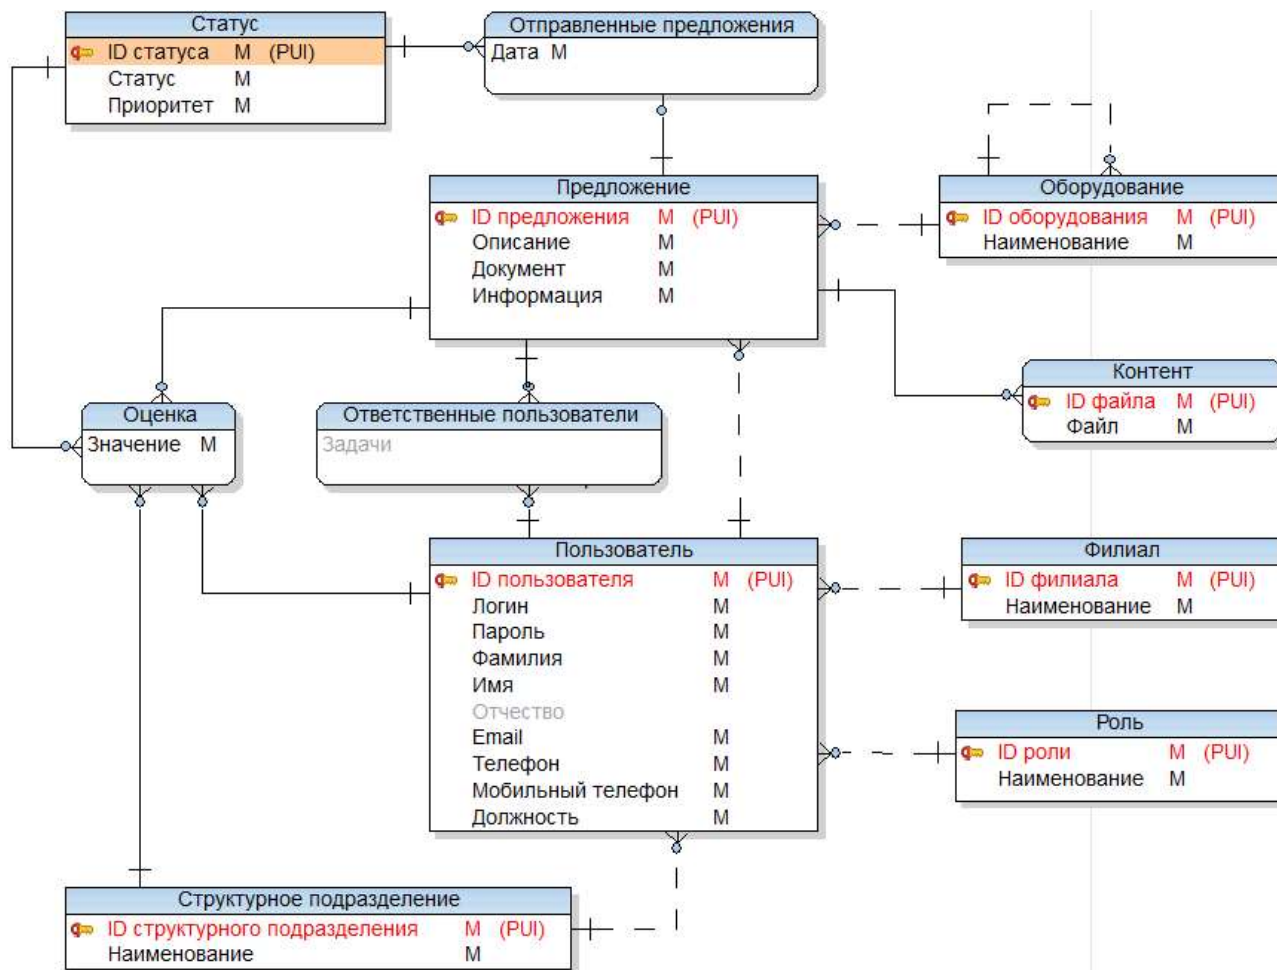 Статус
ID статуса M (PUI)
Статус M
Приоритет M
Отправленные предложения
Дата M
Предложение
ID предложения M (PUI)
Описание M
Документ M
Информация M
Оборудование
ID оборудования M (PUI)
Наименование M
Контент
ID файла M (PUI)
Файл M
Оценка
Значение M
Ответственные пользователи
Задачи
Пользователь
ID пользователя M (PUI)
Логин M
Пароль M
Фамилия M
Имя M
Отчество
Email M
Телефон M
Мобильный телефон M
Должность M
Филиал
ID филиала M (PUI)
Наименование M
Роль
ID роли M (PUI)
Наименование M
Структурное подразделение
ID структурного подразделения M (PUI)
Наименование M